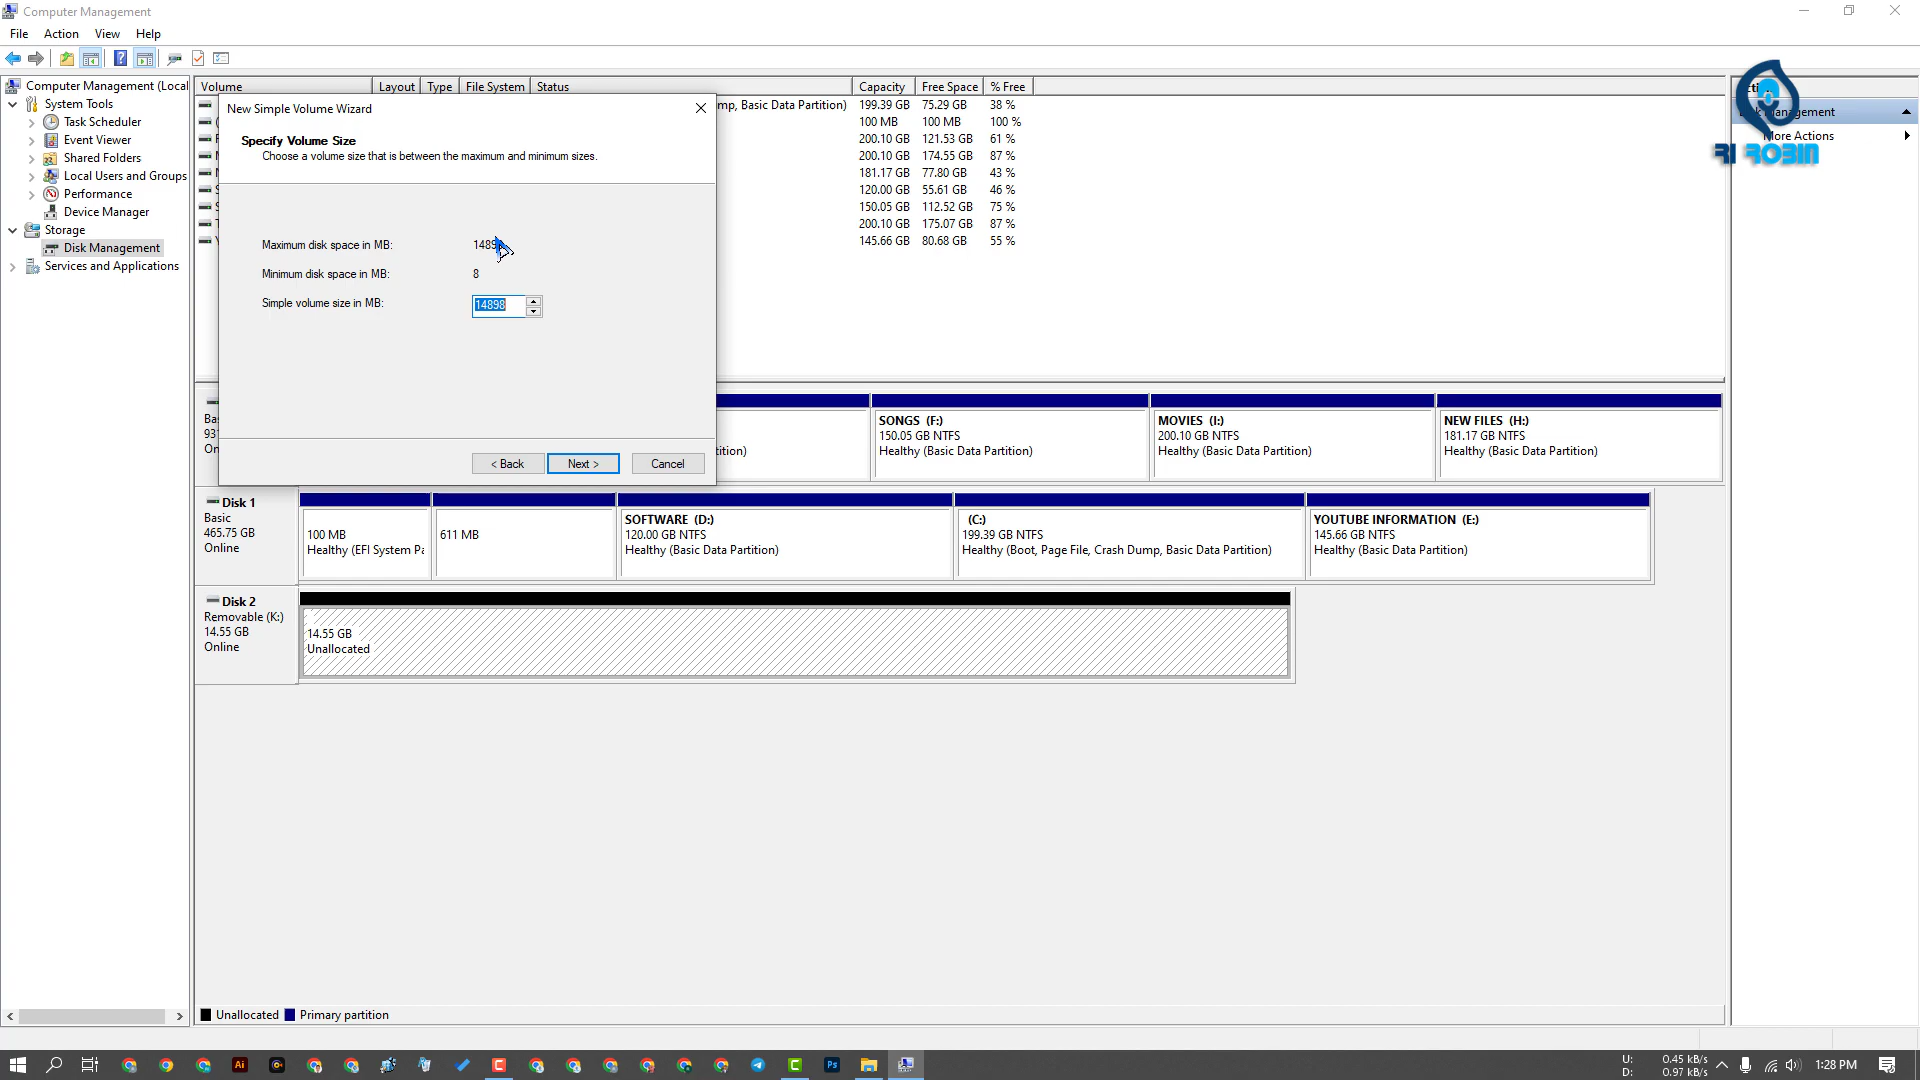 Computer Management
File Action View Help
Computer Management (Local
System Tools
Task Scheduler
Event Viewer
Shared Folders
Local Users and Groups
Performance
Device Manager
Storage
Disk Management
Services and Applications
Volume Layout Type File System Status Capacity Free Space % Free
mp, Basic Data Partition) 199.39 GB 75.29 GB 38 %
100 MB 100 MB 100 %
200.10 GB 121.53 GB 61 %
200.10 GB 174.55 GB 87 %
181.17 GB 77.80 GB 43 %
120.00 GB 55.61 GB 46 %
150.05 GB 112.52 GB 75 %
200.10 GB 175.07 GB 87 %
145.66 GB 80.68 GB 55 %
New Simple Volume Wizard
Specify Volume Size
Choose a volume size that is between the maximum and minimum sizes.
Maximum disk space in MB:
Minimum disk space in MB: 8
Simple volume size in MB: 14898
< Back Next > Cancel
SONGS (F:)
150.05 GB NTFS
Healthy (Basic Data Partition)
MOVIES (I:)
200.10 GB NTFS
Healthy (Basic Data Partition)
NEW FILES (H:)
181.17 GB NTFS
Healthy (Basic Data Partition)
Disk 1
Basic
465.75 GB
Online
100 MB
Healthy (EFI System Pa
611 MB
SOFTWARE (D:)
120.00 GB NTFS
Healthy (Basic Data Partition)
(C:)
199.39 GB NTFS
Healthy (Boot, Page File, Crash Dump, Basic Data Partition)
YOUTUBE INFORMATION (E:)
145.66 GB NTFS
Healthy (Basic Data Partition)
Disk 2
Removable (K:)
14.55 GB
Online
14.55 GB
Unallocated
Unallocated Primary partition
More Actions
RI ROBIN
U: 0.45 kB/s
D: 0.97 kB/s
1:28 PM